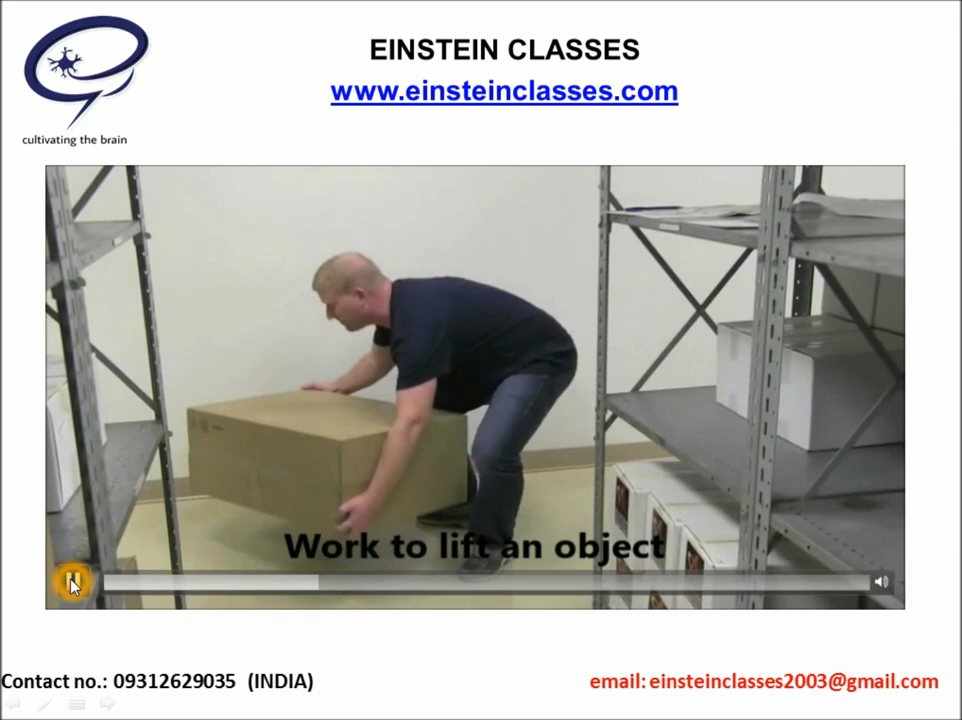 EINSTEIN CLASSES
www.einsteinclasses.com
cultivating the brain
Work to lift an object
Contact no.: 09312629035 (INDIA)
email: einsteinclasses2003@gmail.com